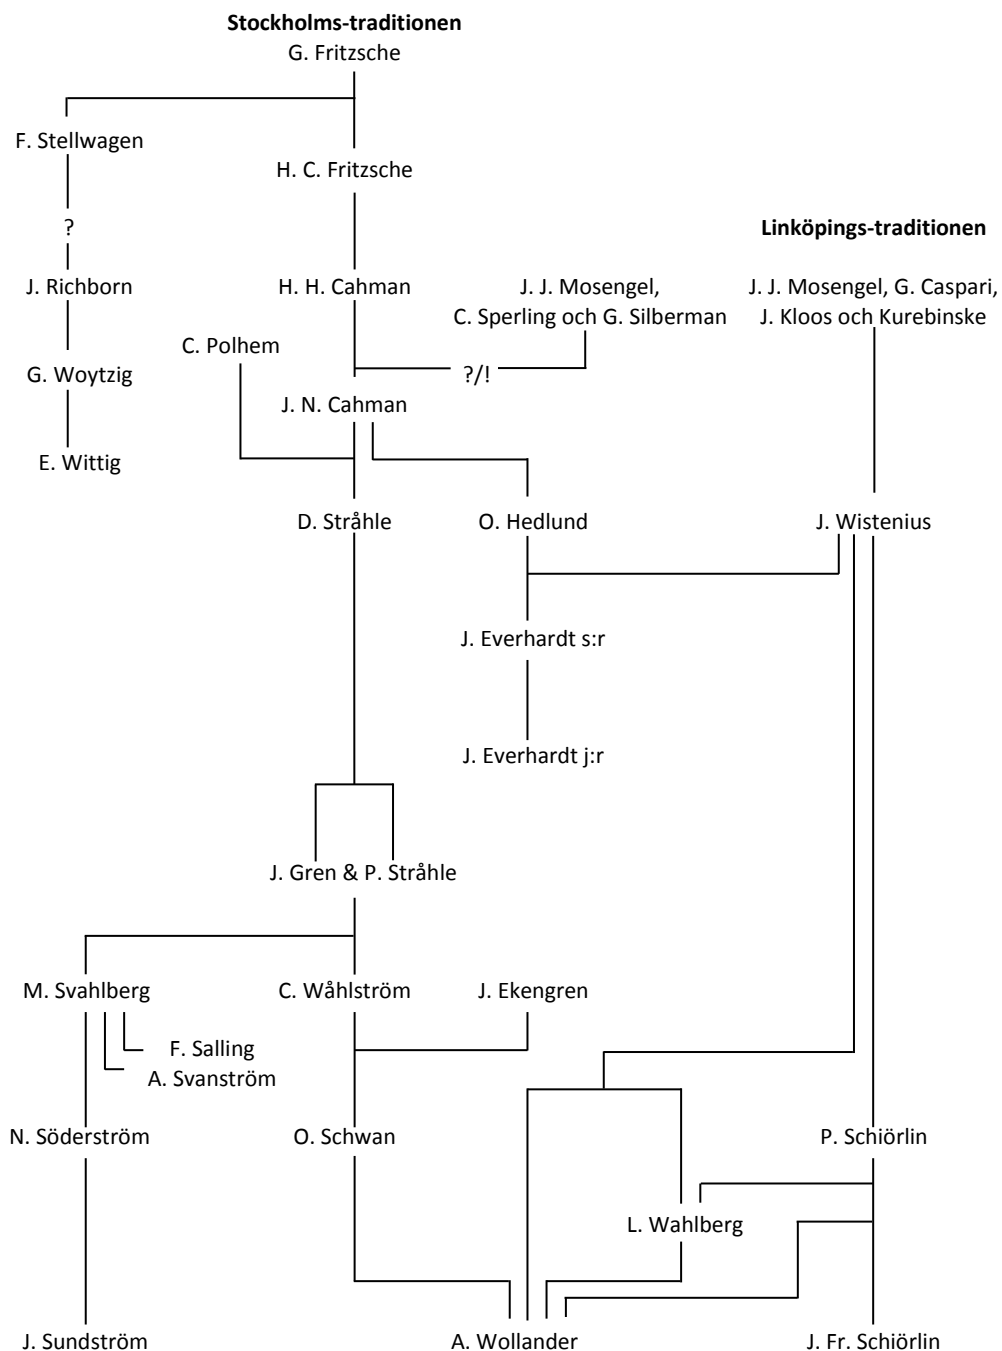 Stockholms-traditionen
G. Fritzsche
F. Stellwagen
H. C. Fritzsche
?
Linköpings-traditionen
J. Richborn
H. H. Cahman
J. J. Mosengel,
C. Sperling och G. Silberman
J. J. Mosengel, G. Caspari,
J. Kloos och Kurebinske
C. Polhem
G. Woytzig
?/!
J. N. Cahman
E. Wittig
D. Stråhle
O. Hedlund
J. Wistenius
J. Everhardt s:r
J. Everhardt j:r
J. Gren & P. Stråhle
M. Svahlberg
C. Wåhlström
J. Ekengren
F. Salling
A. Svanström
N. Söderström
O. Schwan
P. Schiörlin
L. Wahlberg
J. Sundström
A. Wollander
J. Fr. Schiörlin